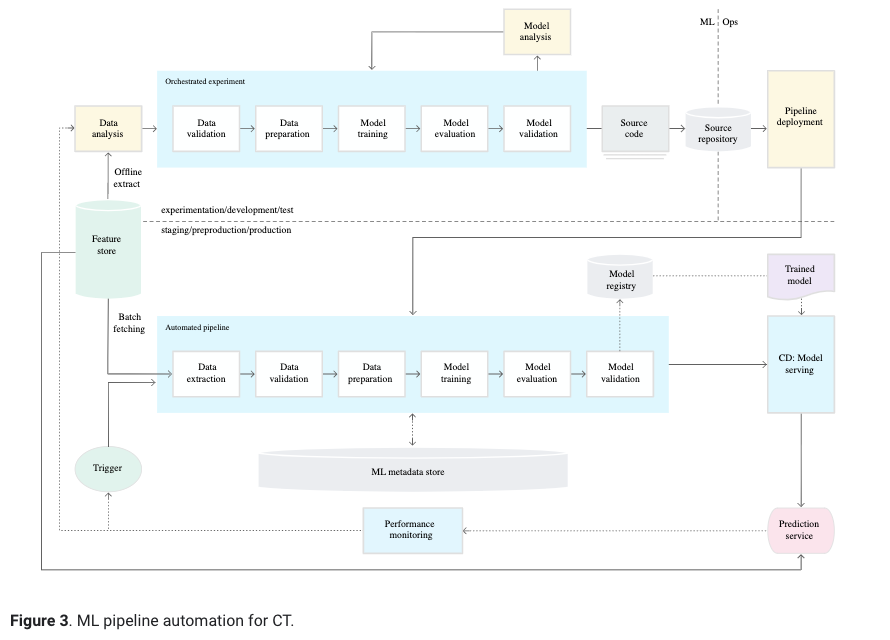 Model
analysis
ML
Ops
Orchestrated experiment
Data
analysis
Data
validation
Data
preparation
Model
training
Model
evaluation
Model
validation
Source
code
Source
repository
Pipeline
deployment
Offline
extract
experimentation/development/test
staging/preproduction/production
Feature
store
Model
registry
Trained
model
Batch
fetching
Automated pipeline
Data
extraction
Data
validation
Data
preparation
Model
training
Model
evaluation
Model
validation
CD: Model
serving
Trigger
ML metadata store
Performance
monitoring
Prediction
service
Figure 3. ML pipeline automation for CT.